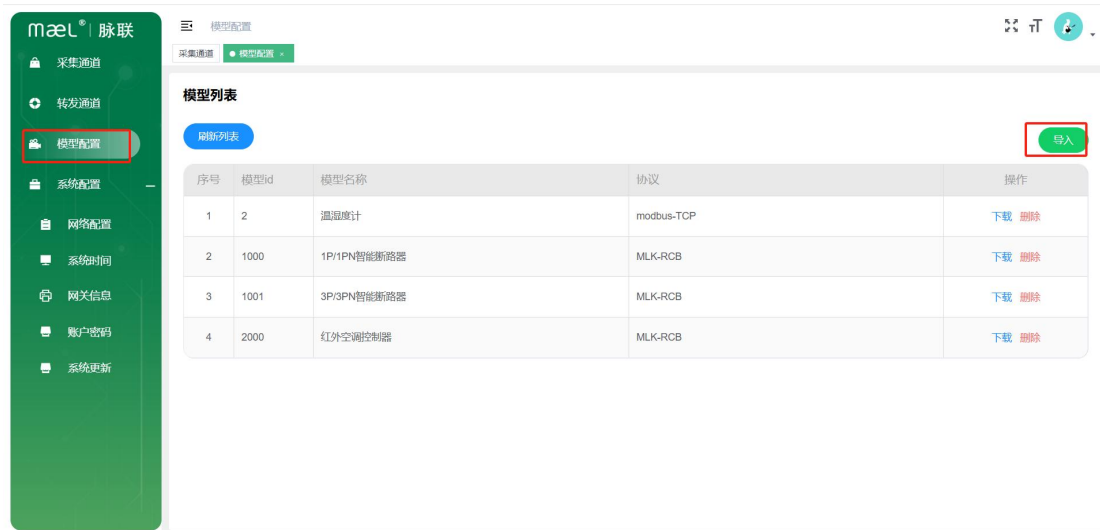 mæL®| 脉联
采集通道
转发通道
模型配置
系统配置
网络配置
系统时间
网关信息
账户密码
系统更新
模型配置
采集通道 模型配置 ×
模型列表
刷新列表 导入
序号 模型id 模型名称 协议 操作
1 2 温湿度计 modbus-TCP 下载 删除
2 1000 1P/1PN智能断路器 MLK-RCB 下载 删除
3 1001 3P/3PN智能断路器 MLK-RCB 下载 删除
4 2000 红外空调控制器 MLK-RCB 下载 删除